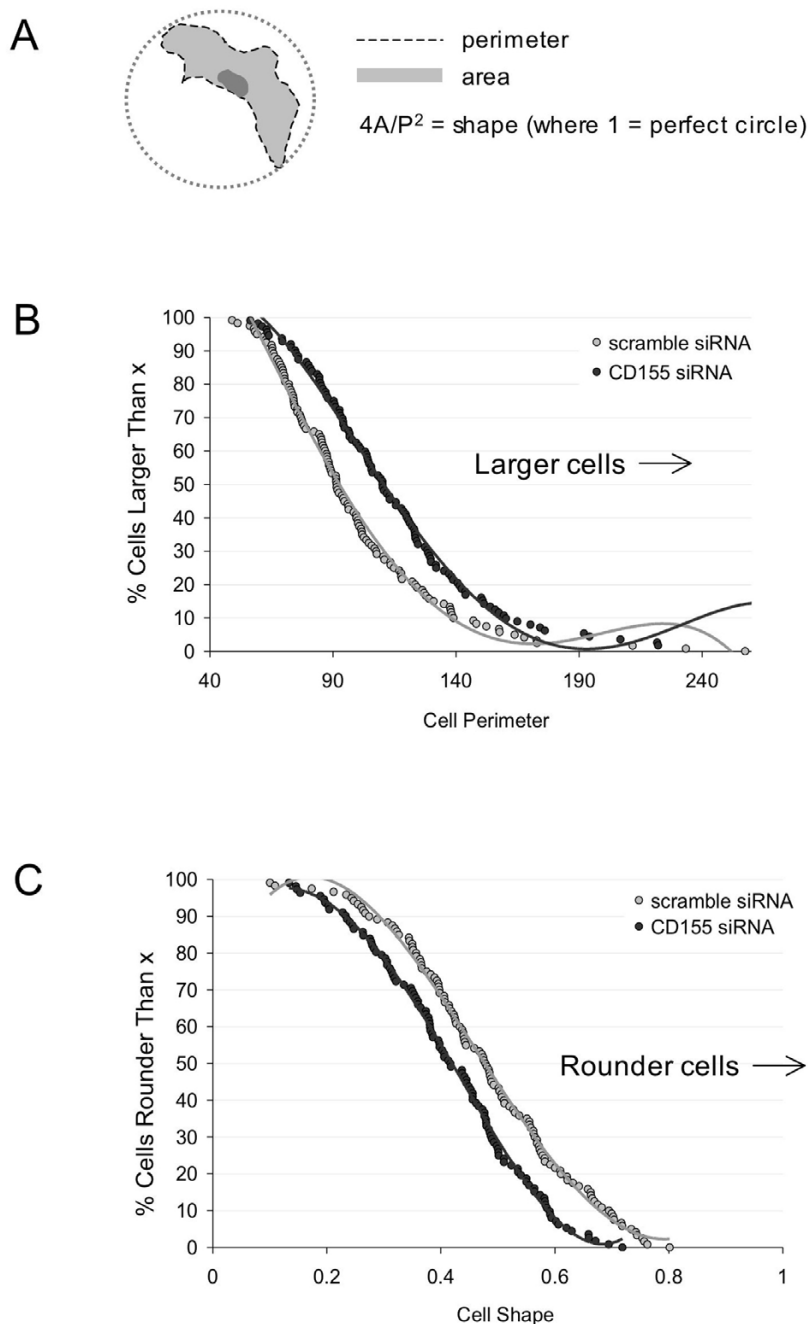 A
perimeter
area
4A/P² = shape (where 1 = perfect circle)
B
100
90
80
70
60
50
40
30
20
10
0
% Cells Larger Than x
scramble siRNA
CD155 siRNA
Larger cells
40 90 140 190 240
Cell Perimeter
C
100
90
80
70
60
50
40
30
20
10
0
% Cells Rounder Than x
scramble siRNA
CD155 siRNA
Rounder cells
0 0.2 0.4 0.6 0.8 1
Cell Shape